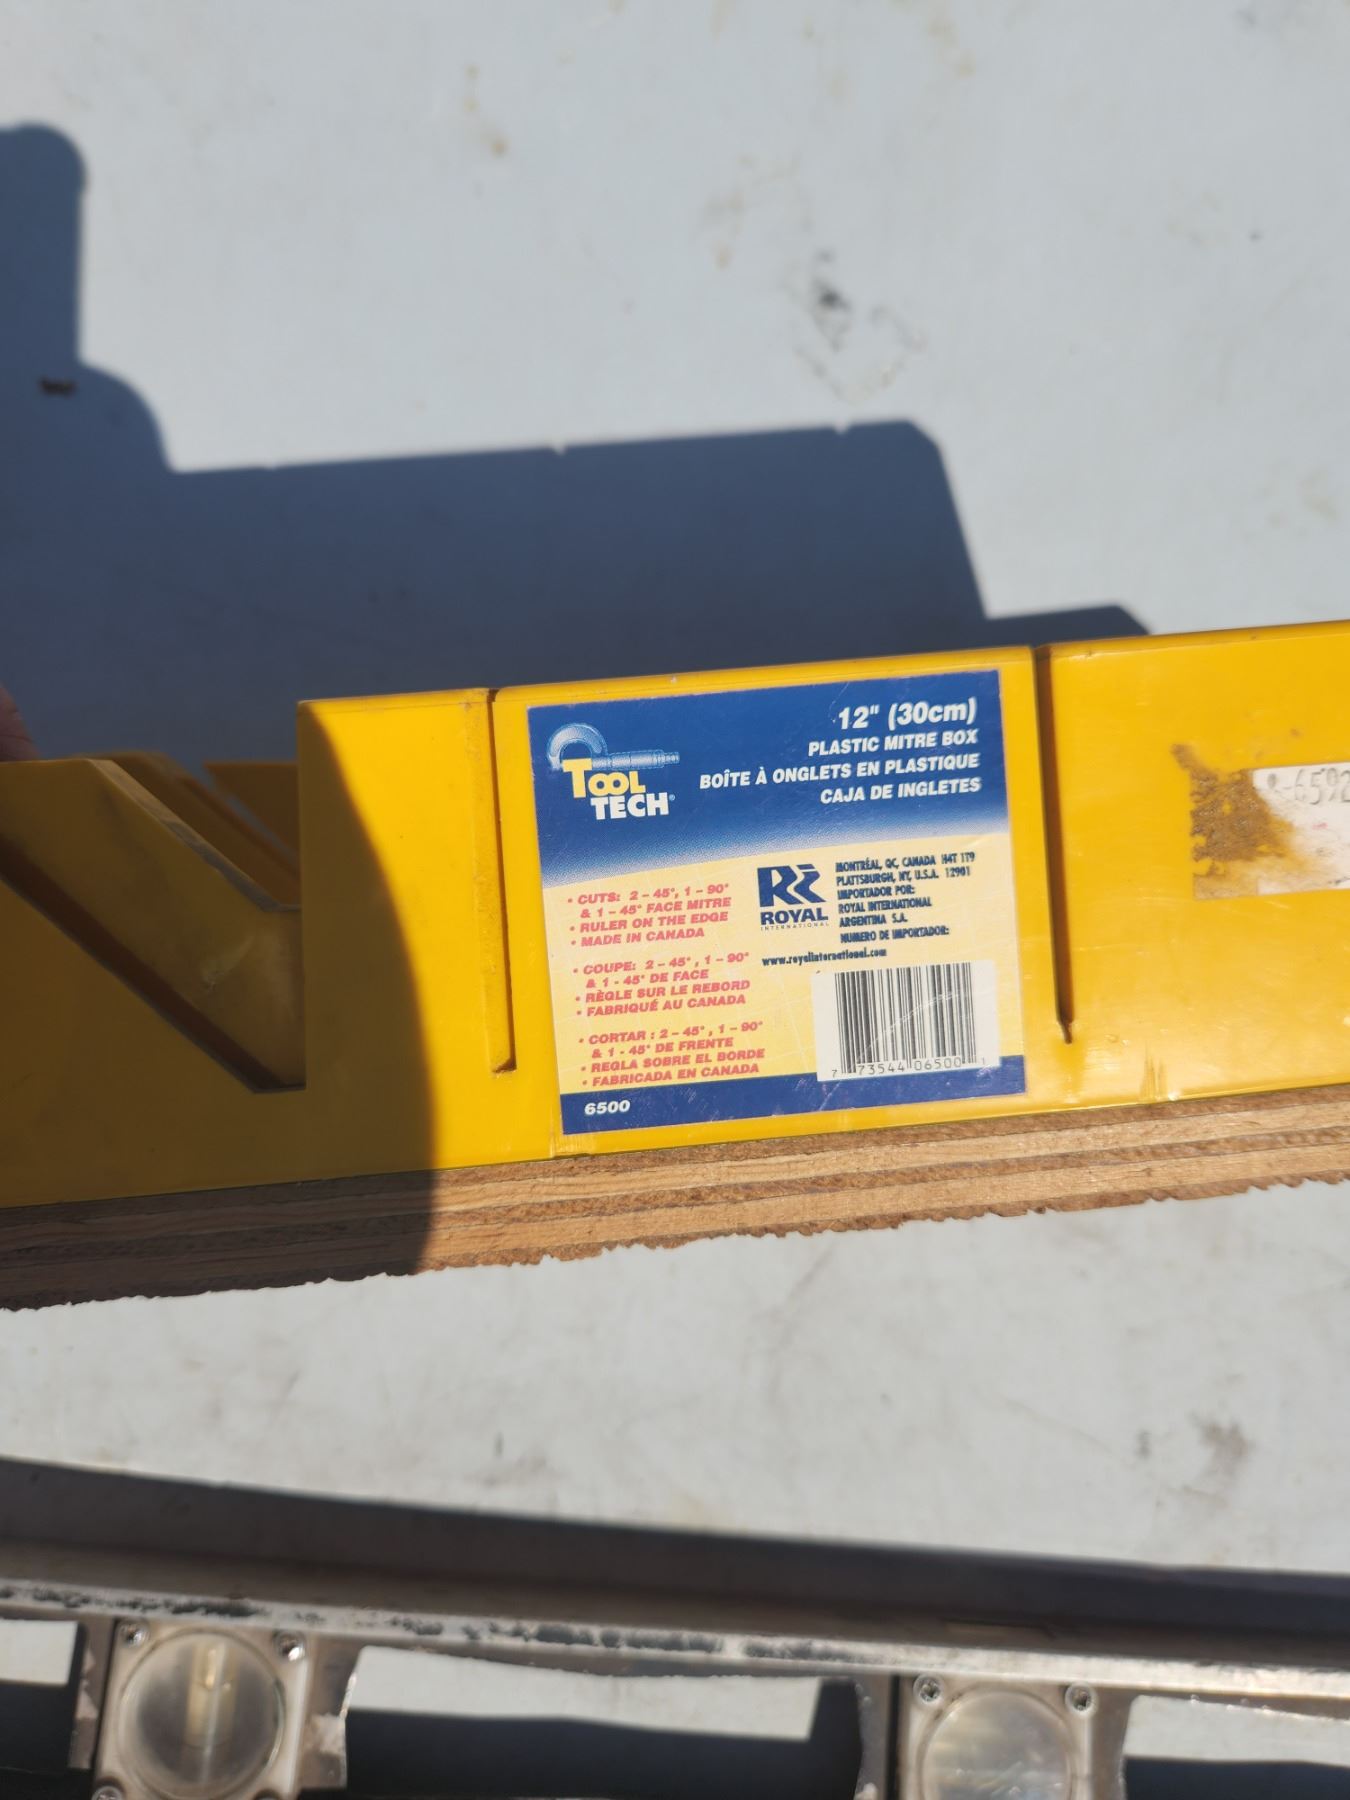 TOOL
TECH®
12" (30cm)
PLASTIC MITRE BOX
BOÎTE À ONGLETS EN PLASTIQUE
CAJA DE INGLETES
• CUTS: 2 – 45°, 1 – 90°
& 1 – 45° FACE MITRE
• RULER ON THE EDGE
• MADE IN CANADA
• COUPE: 2 – 45°, 1 – 90°
& 1 - 45° DE FACE
• RÈGLE SUR LE REBORD
• FABRIQUÉ AU CANADA
• CORTAR : 2 – 45°, 1 – 90°
& 1 - 45° DE FRENTE
• REGLA SOBRE EL BORDE
• FABRICADA EN CANADA
6500
ROYAL
INTERNATIONAL
MONTRÉAL, QC, CANADA H4T 1T9
PLATTSBURGH, NY, U.S.A. 12901
IMPORTADOR POR:
ROYAL INTERNATIONAL
ARGENTINA S.A.
NUMERO DE IMPORTADOR:
www.royalinternational.com
7 73544 06500 1